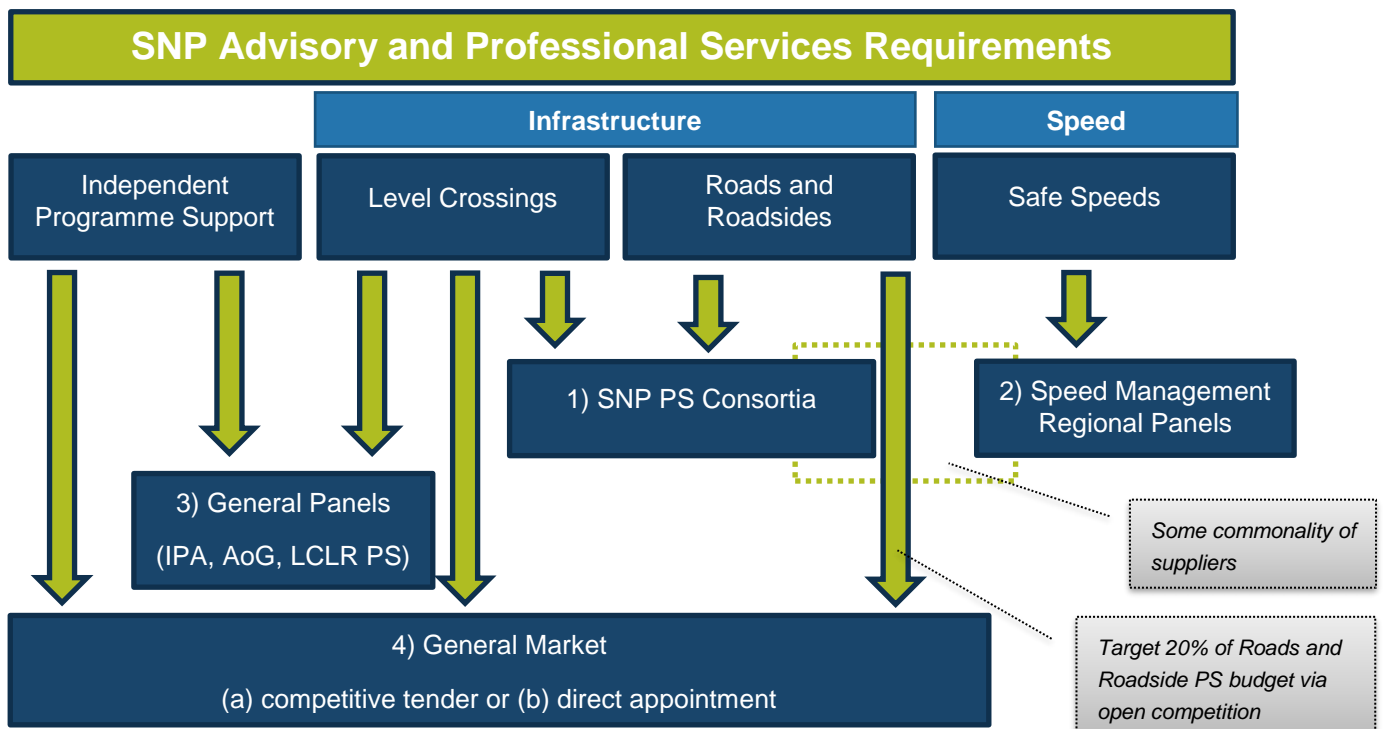 SNP Advisory and Professional Services Requirements
Infrastructure
Speed
Independent
Programme Support
Level Crossings
Roads and
Roadsides
Safe Speeds
1) SNP PS Consortia
2) Speed Management
Regional Panels
3) General Panels
(IPA, AoG, LCLR PS)
Some commonality of
suppliers
4) General Market
(a) competitive tender or (b) direct appointment
Target 20% of Roads and
Roadside PS budget via
open competition